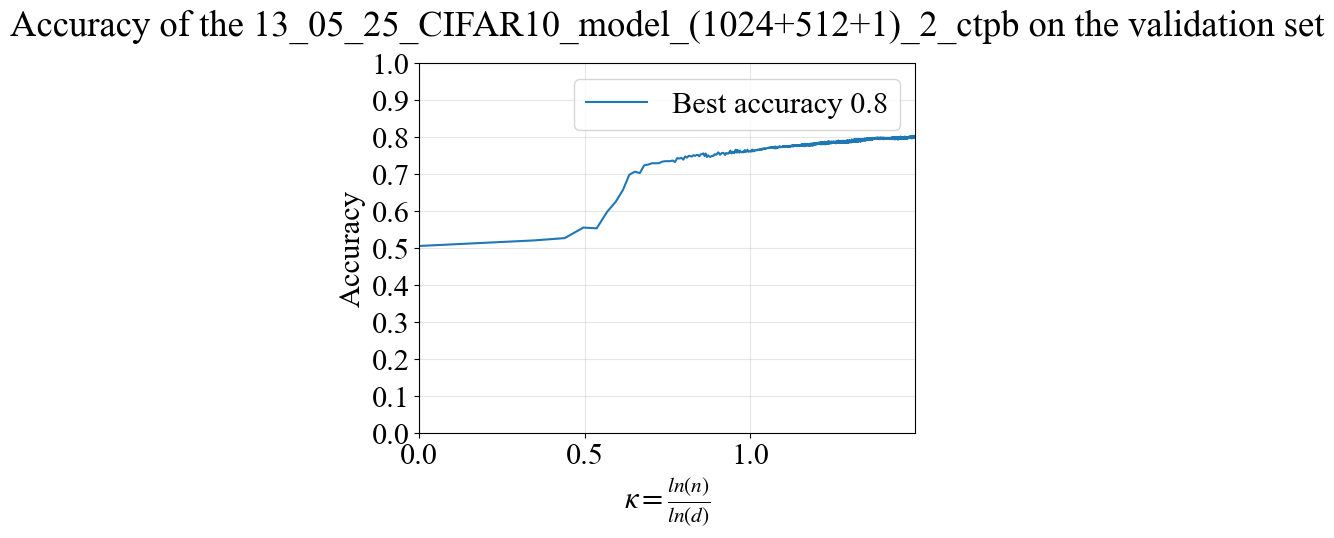 Accuracy of the 13_05_25_CIFAR10_model_(1024+512+1)_2_ctpb on the validation set
Best accuracy 0.8
Accuracy
1.0
0.9
0.8
0.7
0.6
0.5
0.4
0.3
0.2
0.1
0.0
0.0 0.5 1.0
κ = ln(n)/ln(d)